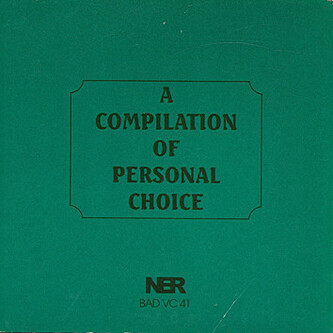 A
COMPILATION
OF
PERSONAL
CHOICE
NER
BAD VC 41